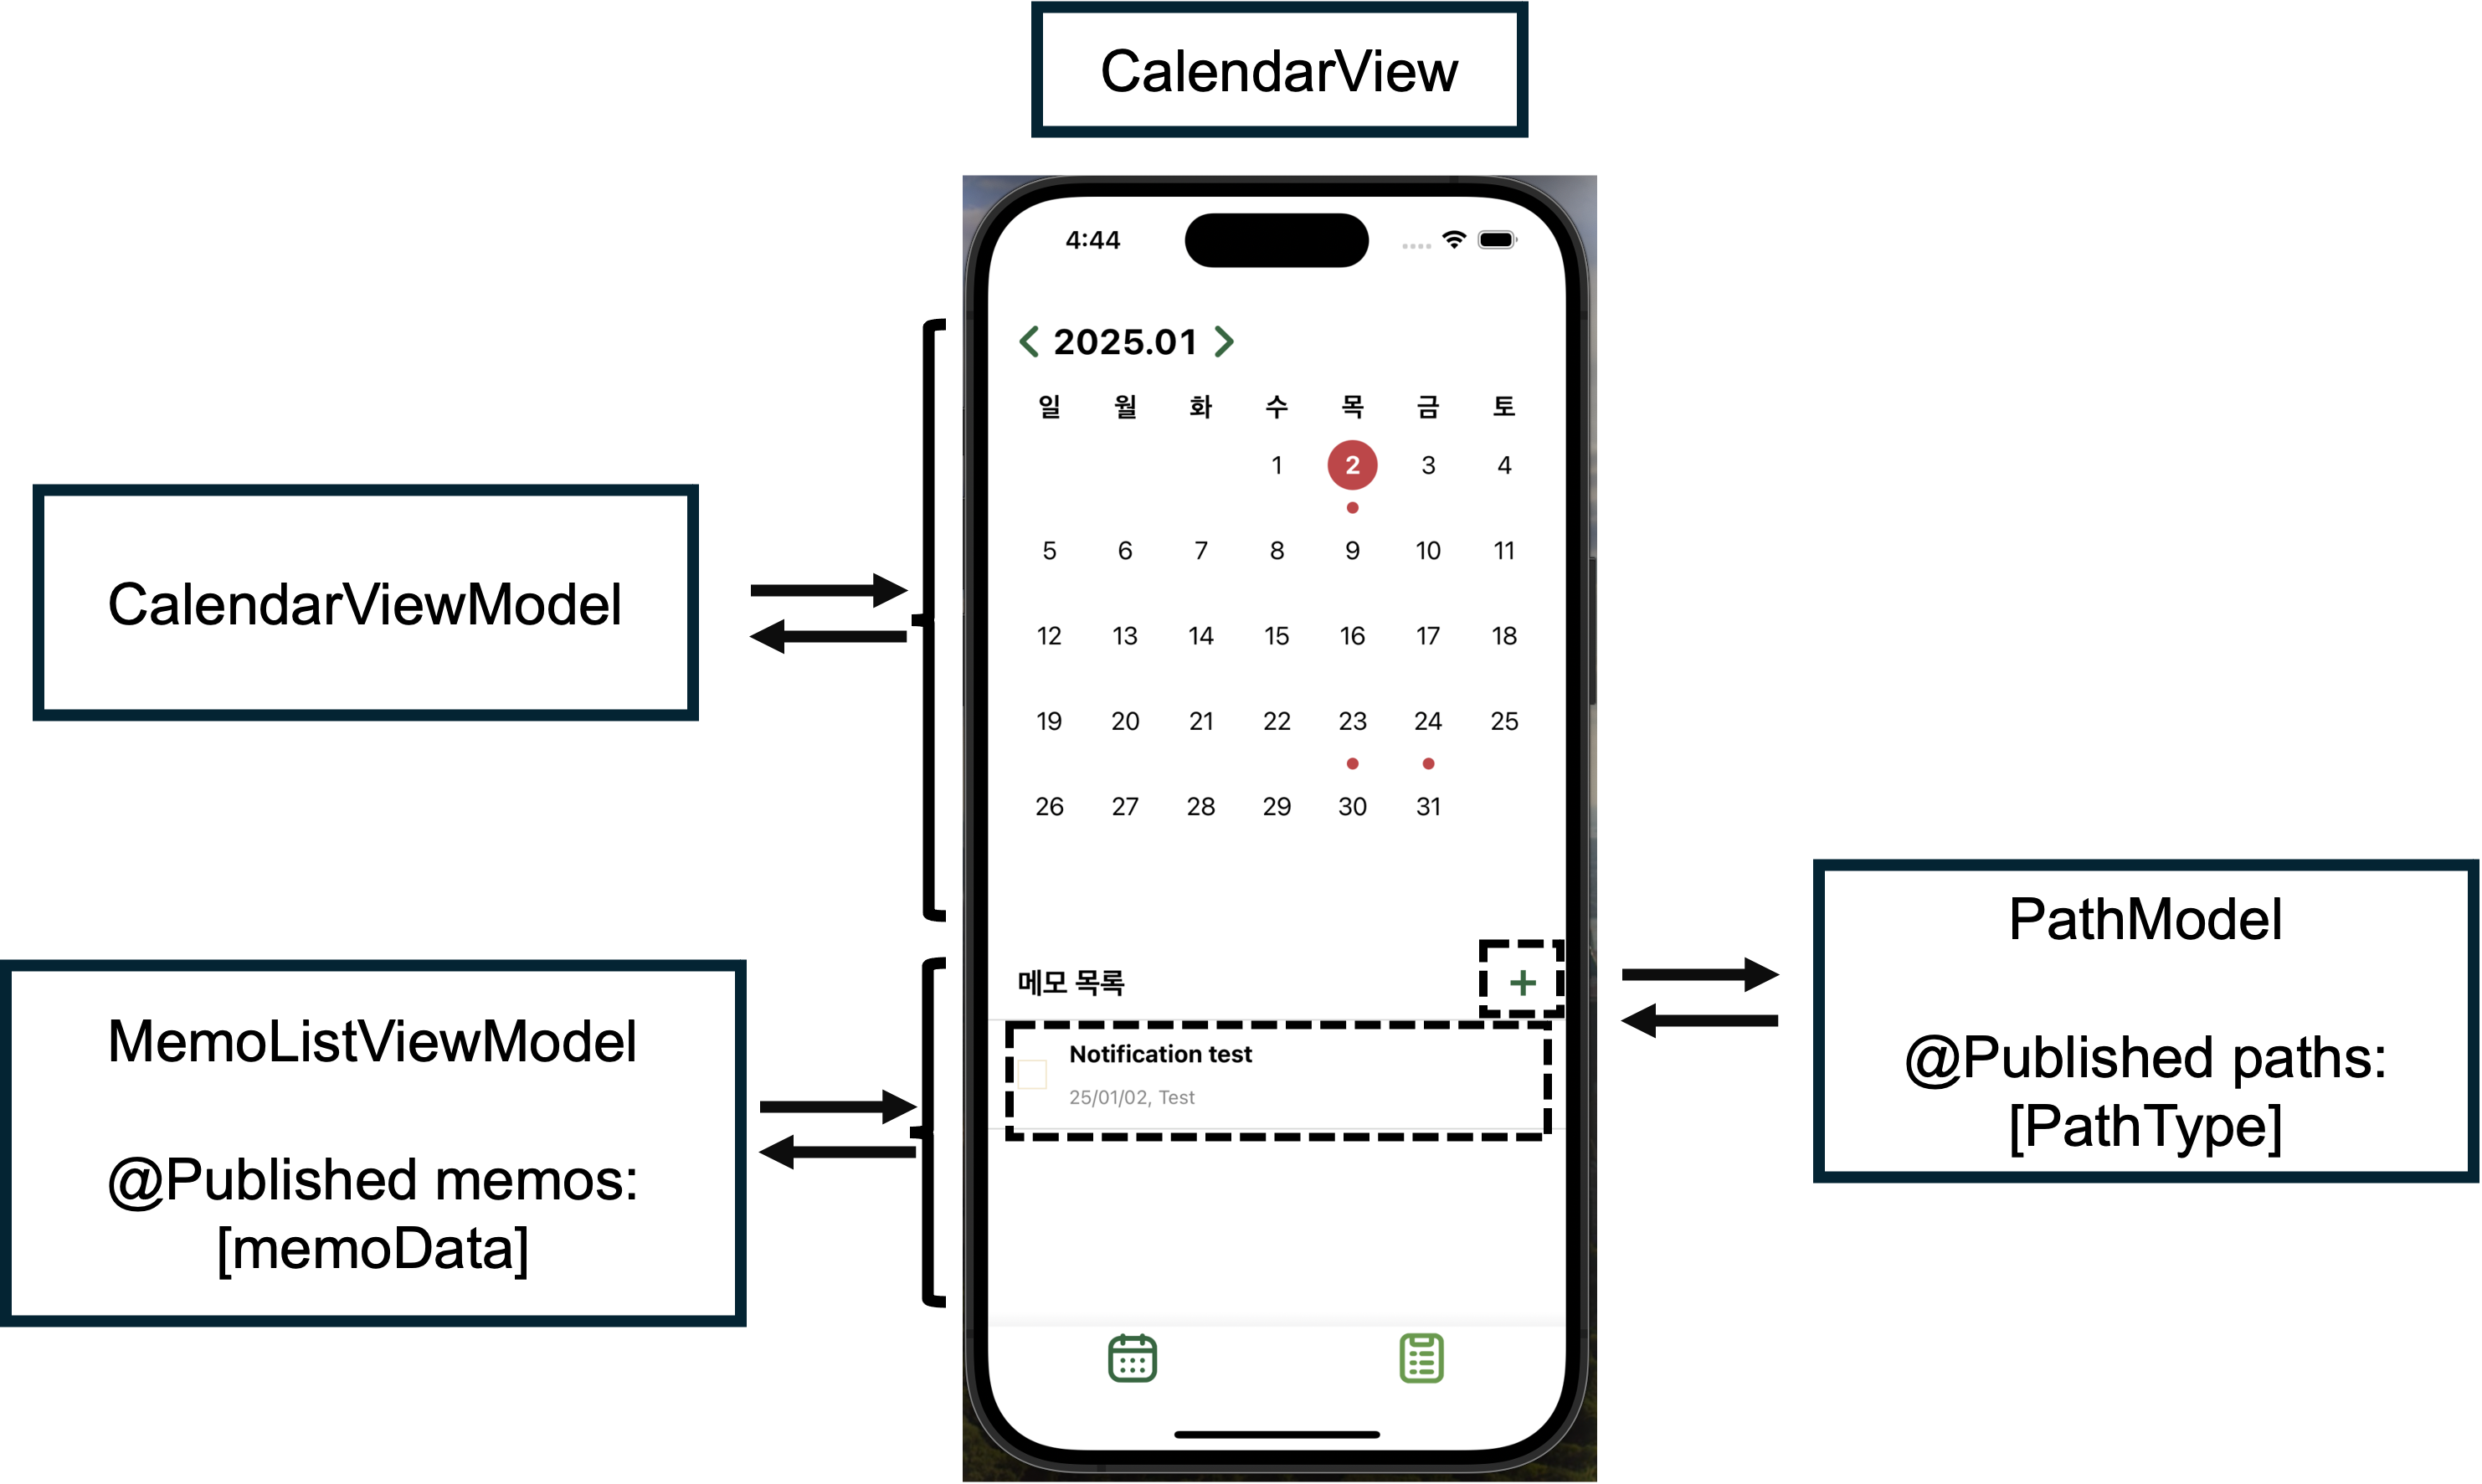 CalendarView
4:44
2025.01
일 월 화 수 목 금 토
1 2 3 4
5 6 7 8 9 10 11
12 13 14 15 16 17 18
19 20 21 22 23 24 25
26 27 28 29 30 31
CalendarViewModel
메모 목록
+
Notification test
25/01/02, Test
MemoListViewModel
@Published memos:
[memoData]
PathModel
@Published paths:
[PathType]